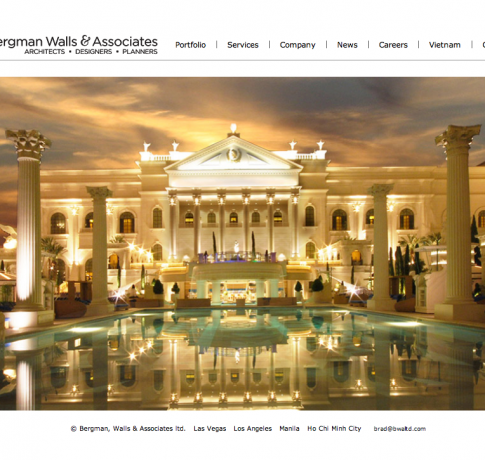 ergman Walls & Associates
ARCHITECTS • DESIGNERS • PLANNERS
Portfolio | Services | Company | News | Careers | Vietnam |
© Bergman, Walls & Associates ltd. Las Vegas Los Angeles Manila Ho Chi Minh City brad@bwaltd.com